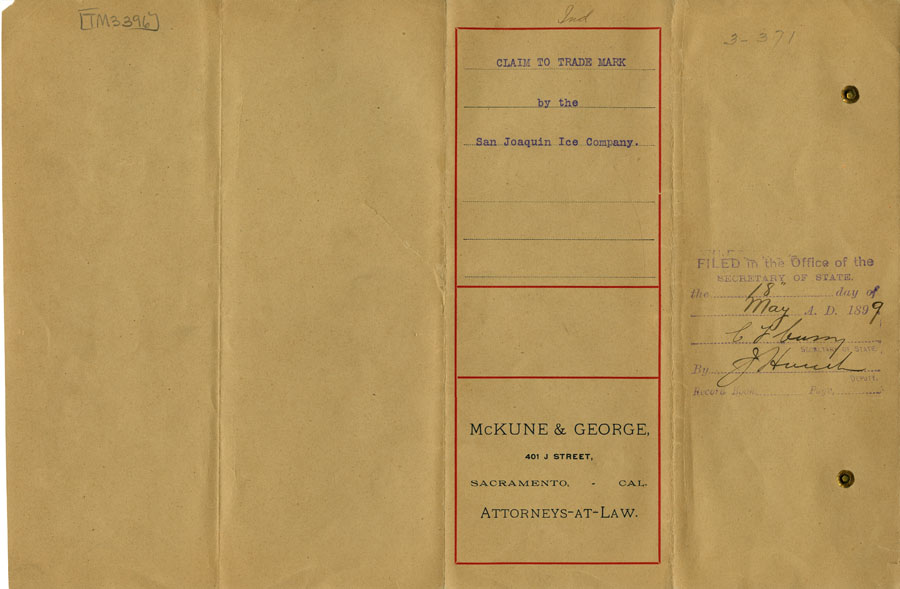 [TM3396]
Ind
3-371
CLAIM TO TRADE MARK
by the
San Joaquin Ice Company.
FILED in the Office of the
SECRETARY OF STATE.
the 18" day of
May A. D. 1899
SECRETARY OF STATE
By
DEPUTY.
Record Book Page
MCKUNE & GEORGE,
401 J STREET,
SACRAMENTO, - CAL.
ATTORNEYS-AT-LAW.